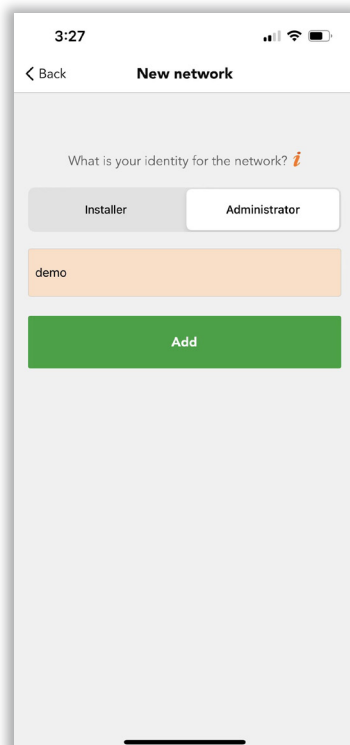 3:27
Back New network
What is your identity for the network? i
Installer Administrator
demo
Add